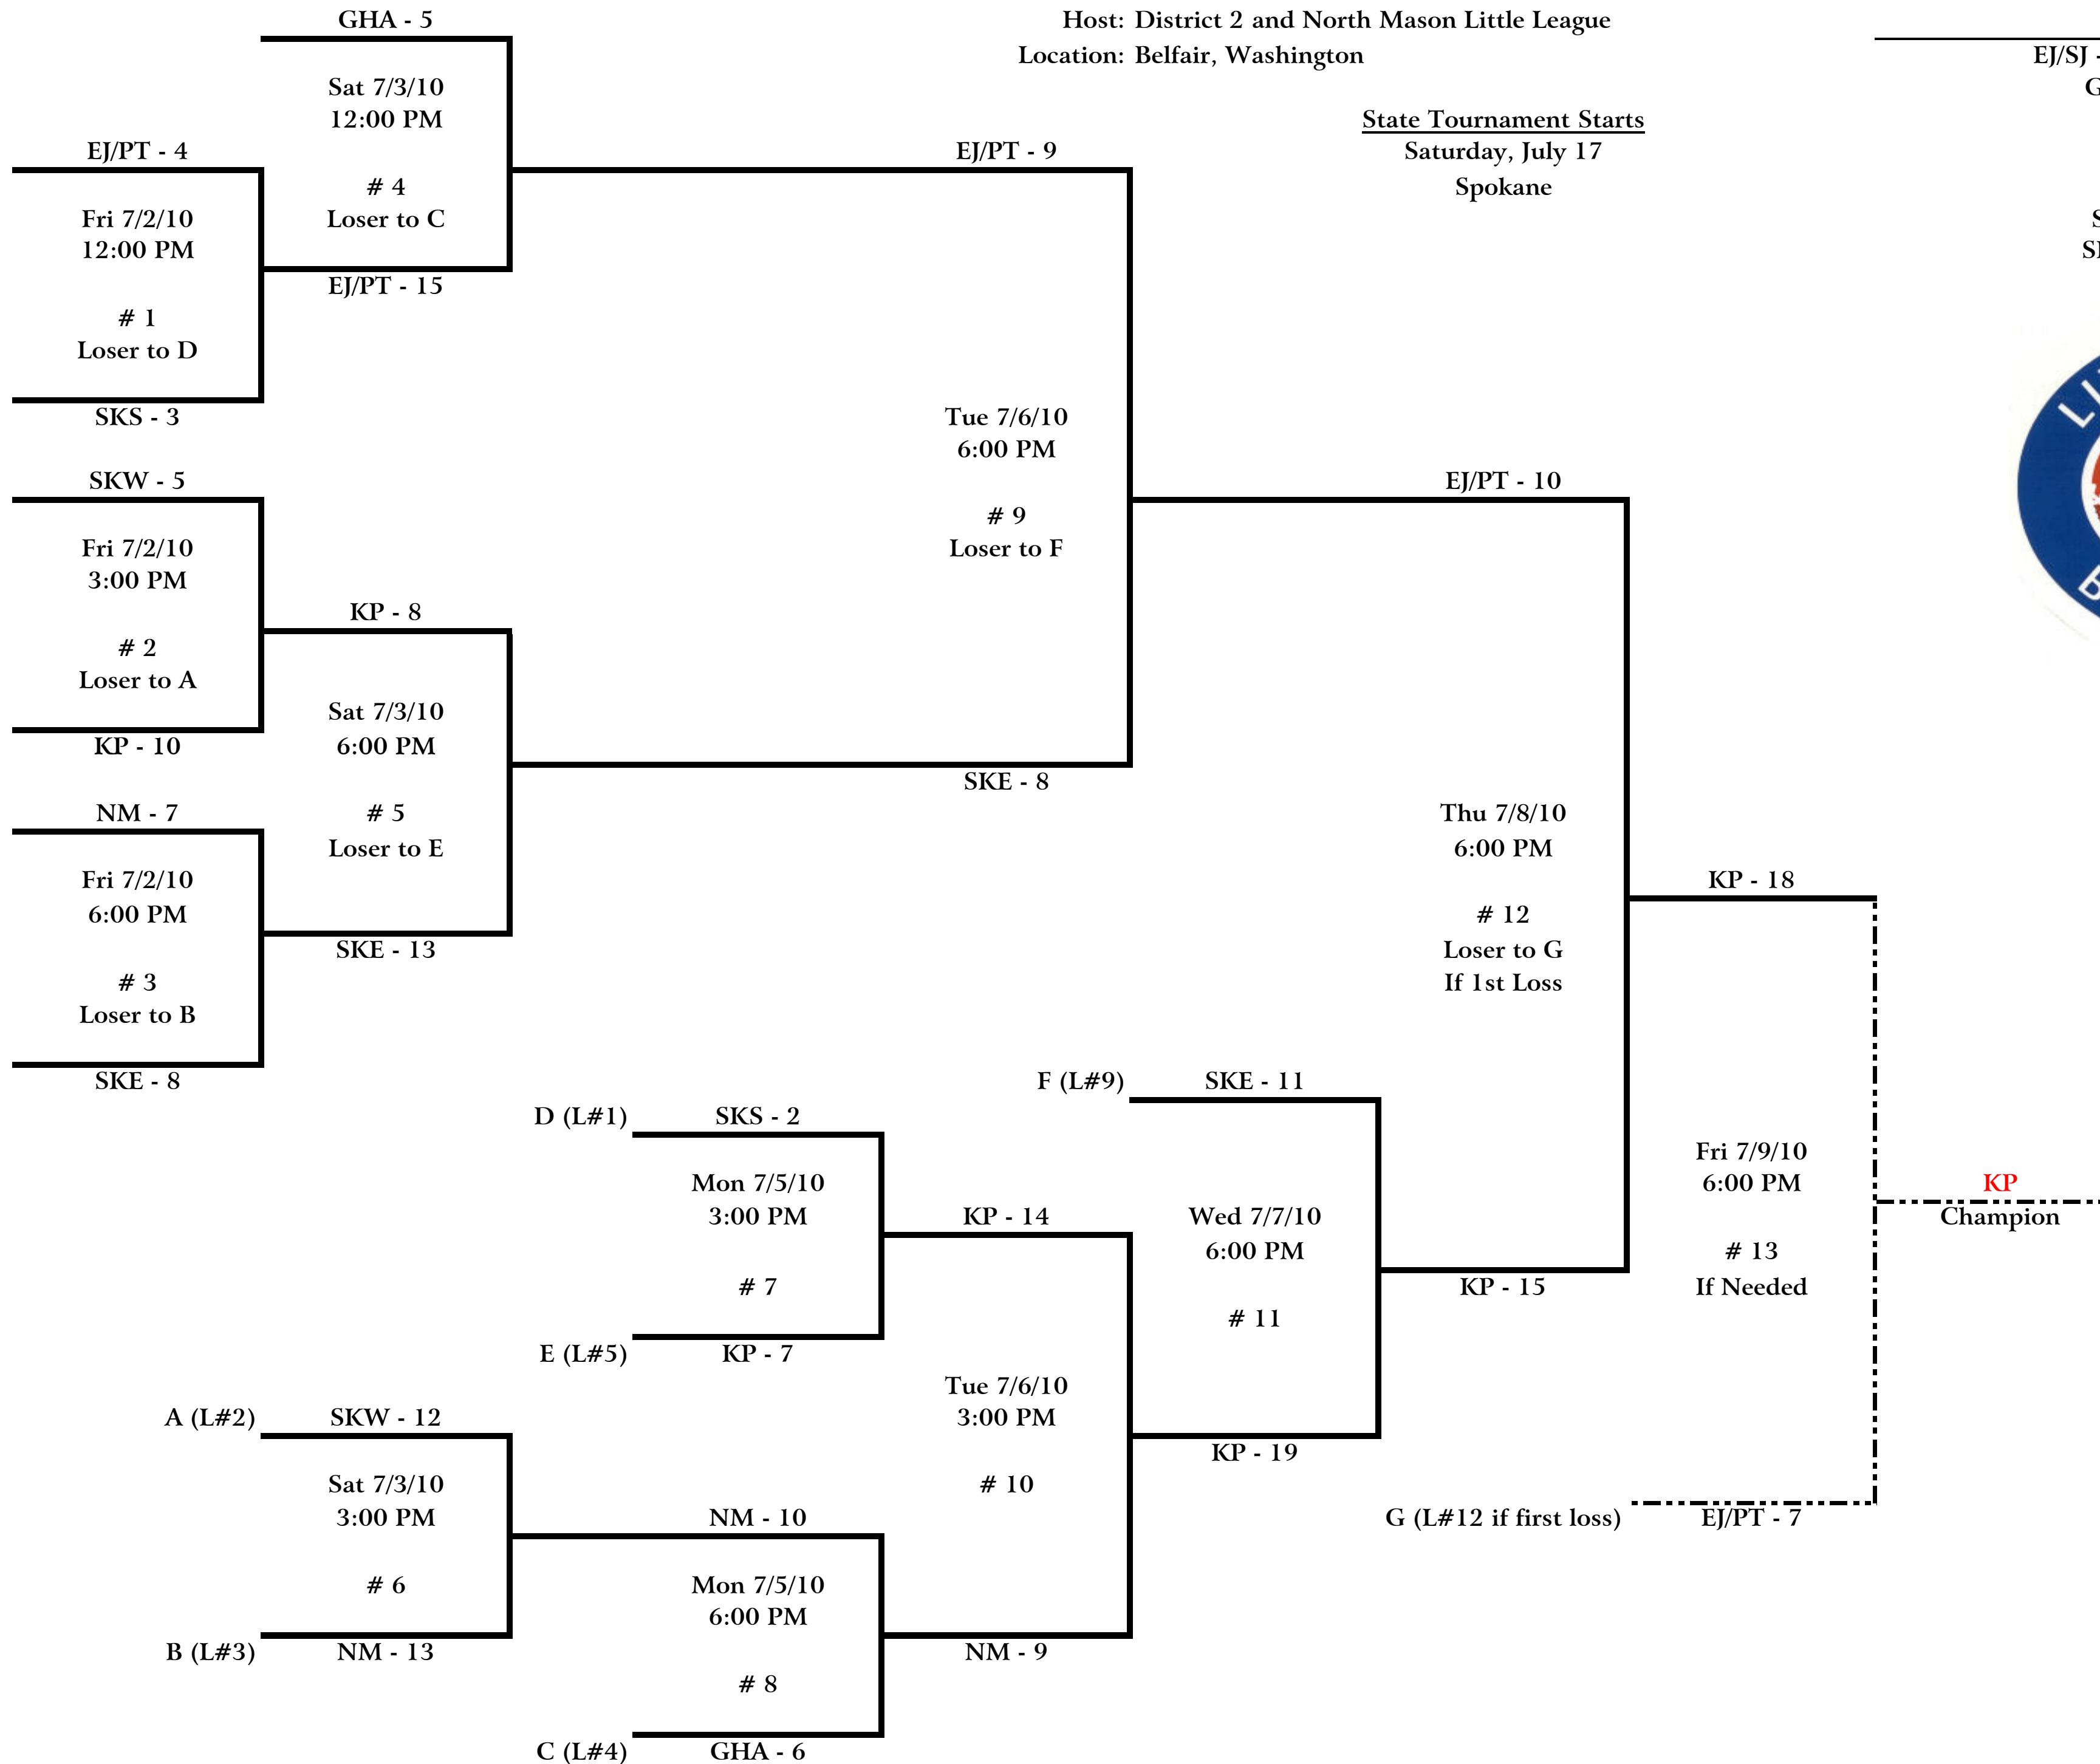 GHA - 5
Host: District 2 and North Mason Little League
Location: Belfair, Washington
EJ/SJ -
G
Sat 7/3/10
12:00 PM
State Tournament Starts
Saturday, July 17
Spokane
EJ/PT - 4
EJ/PT - 9
# 4
Loser to C
Fri 7/2/10
12:00 PM
EJ/PT - 15
# 1
Loser to D
SKS - 3
Tue 7/6/10
6:00 PM
SKW - 5
EJ/PT - 10
# 9
Loser to F
Fri 7/2/10
3:00 PM
KP - 8
# 2
Loser to A
Sat 7/3/10
6:00 PM
KP - 10
SKE - 8
NM - 7
# 5
Loser to E
Thu 7/8/10
6:00 PM
Fri 7/2/10
6:00 PM
KP - 18
# 12
Loser to G
If 1st Loss
SKE - 13
# 3
Loser to B
SKE - 8
F (L#9)
SKE - 11
D (L#1)
SKS - 2
Fri 7/9/10
6:00 PM
Mon 7/5/10
3:00 PM
KP - 14
Wed 7/7/10
6:00 PM
KP
Champion
# 13
If Needed
# 7
KP - 15
# 11
E (L#5)
KP - 7
Tue 7/6/10
3:00 PM
A (L#2)
SKW - 12
KP - 19
Sat 7/3/10
3:00 PM
# 10
NM - 10
G (L#12 if first loss)
EJ/PT - 7
# 6
Mon 7/5/10
6:00 PM
B (L#3)
NM - 13
NM - 9
# 8
C (L#4)
GHA - 6